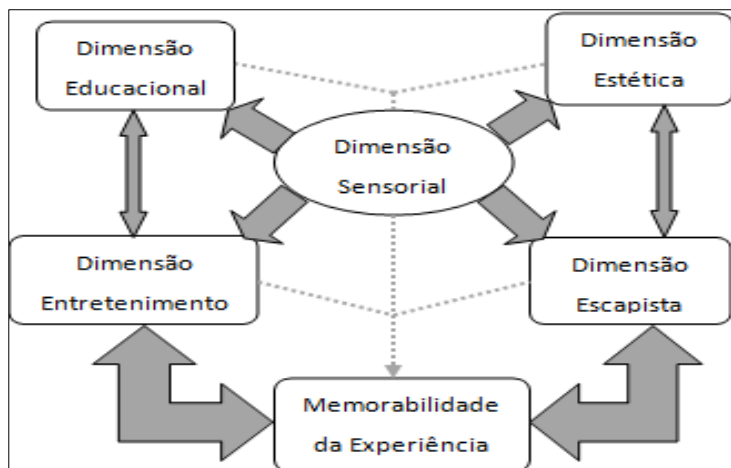 Dimensão
Educacional
Dimensão
Estética
Dimensão
Sensorial
Dimensão
Entretenimento
Dimensão
Escapista
Memorabilidade
da Experiência